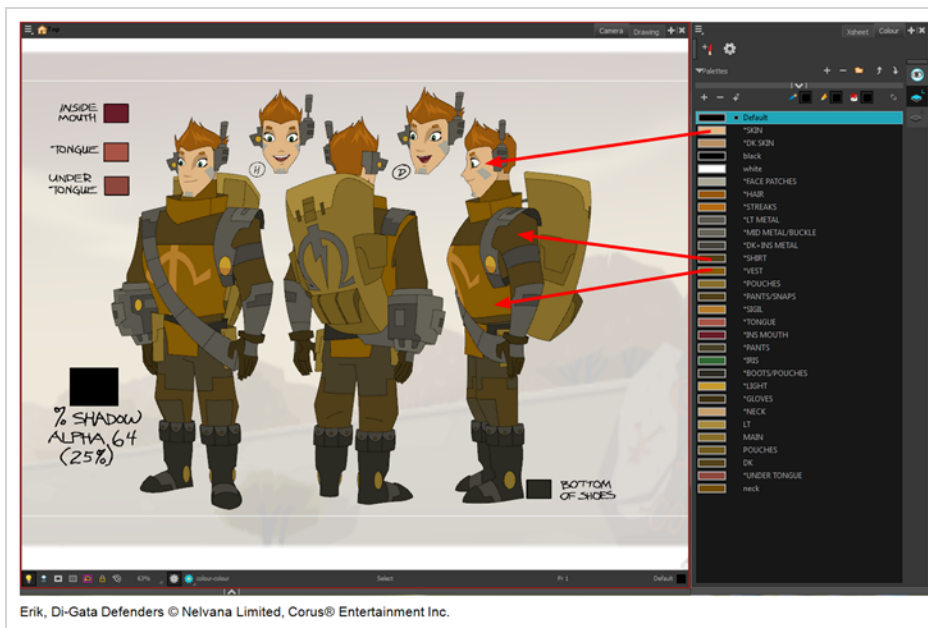 Top
Camera
Drawing
Xsheet
Colour
Palettes
INSIDE
MOUTH
TONGUE
UNDER
TONGUE
H
D
% SHADOW
ALPHA 64
(25%)
BOTTOM
OF SHOES
Default
*SKIN
*DK SKIN
black
white
*FACE PATCHES
*HAIR
*STREAKS
*LT METAL
*MID METAL/BUCKLE
*DK+INS METAL
*SHIRT
*VEST
*POUCHES
*PANTS/SNAPS
*SIGIL
*TONGUE
*INS MOUTH
*PANTS
*IRIS
*BOOTS/POUCHES
*LIGHT
*GLOVES
*NECK
LT
MAIN
POUCHES
DK
*UNDER TONGUE
neck
63%
colour-colour
Select
Fr 1
Default
Erik, Di-Gata Defenders © Nelvana Limited, Corus® Entertainment Inc.